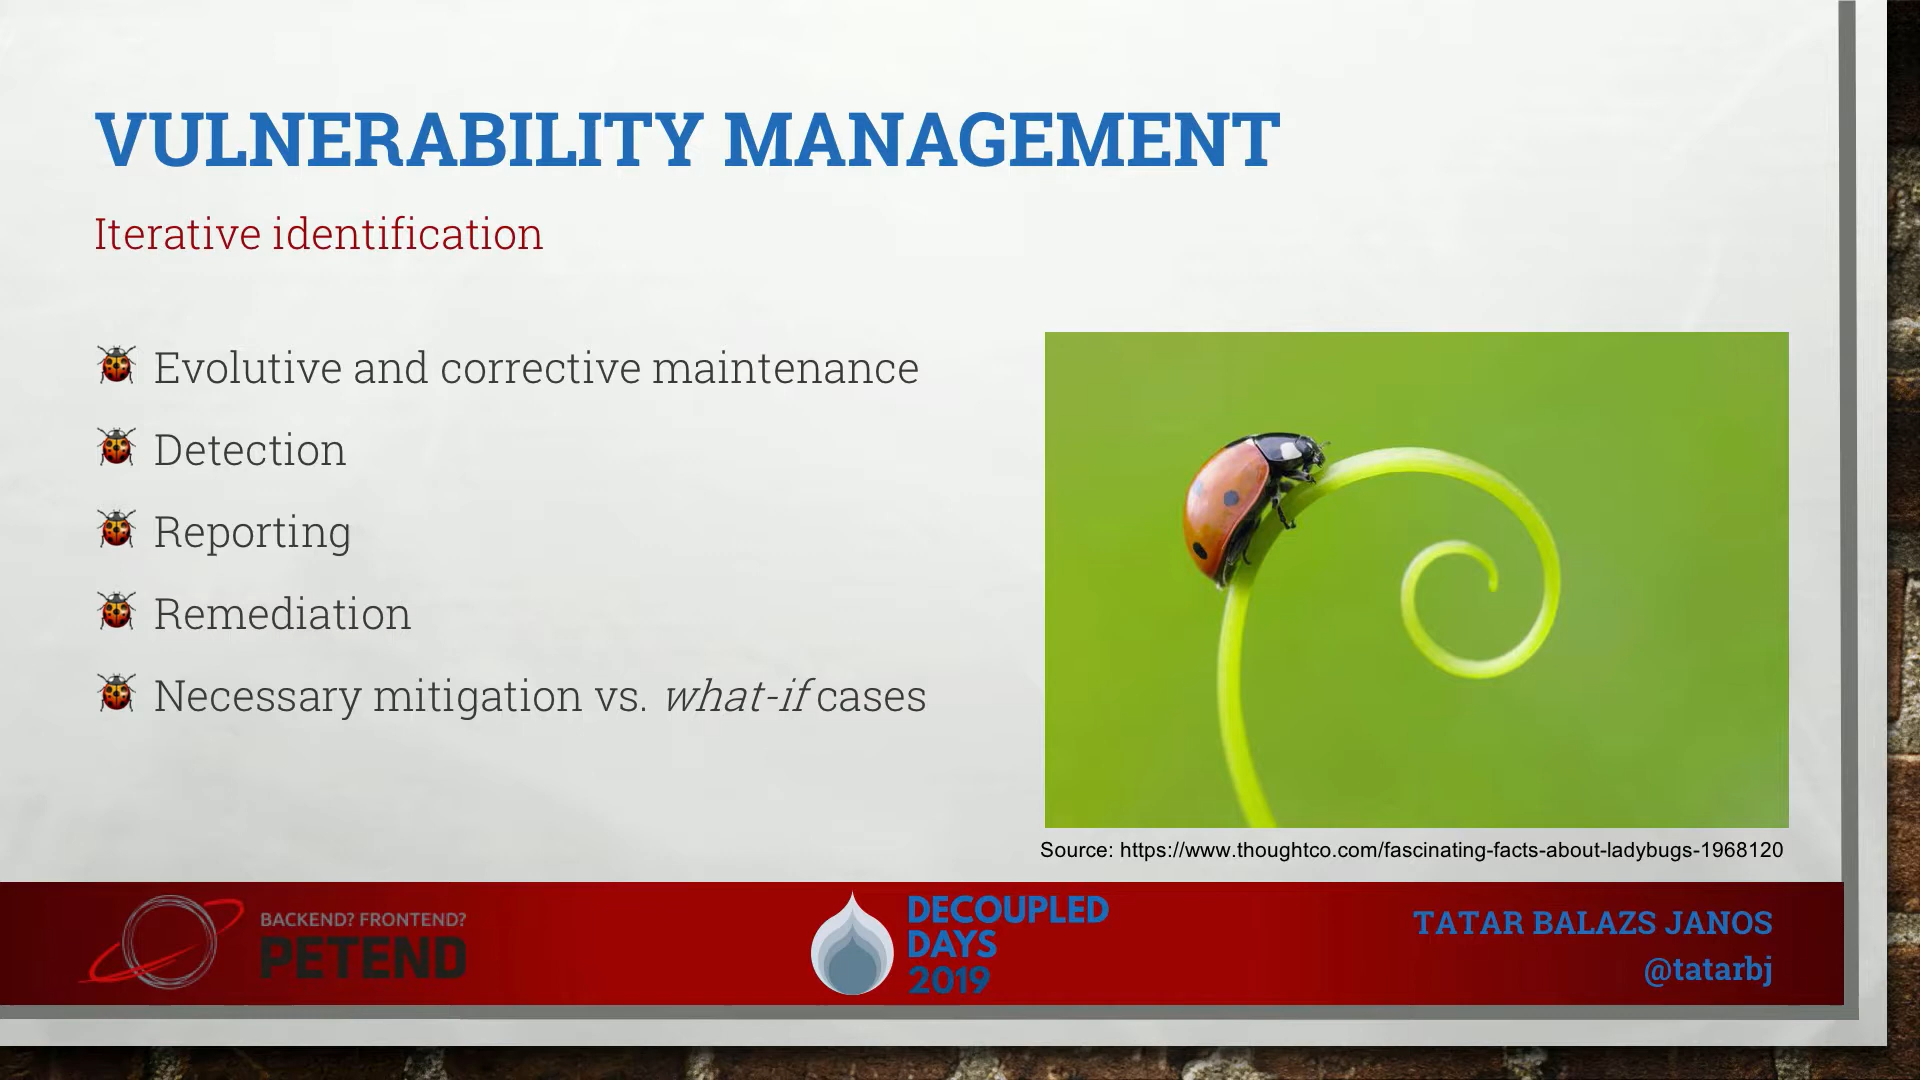 VULNERABILITY MANAGEMENT
Iterative identification
Evolutive and corrective maintenance
Detection
Reporting
Remediation
Necessary mitigation vs. what-if cases
Source: https://www.thoughtco.com/fascinating-facts-about-ladybugs-1968120
BACKEND? FRONTEND?
PETEND
DECOUPLED
DAYS
2019
TATAR BALAZS JANOS
@tatarbj